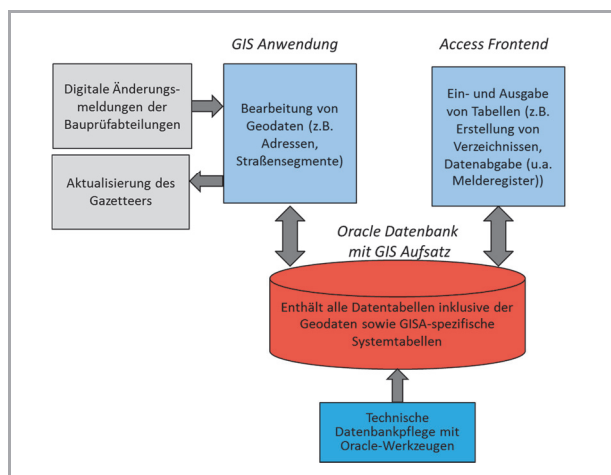 GIS Anwendung
Access Frontend
Digitale Änderungs-
meldungen der
Bauprüfabteilungen
Aktualisierung des
Gazetteers
Bearbeitung von
Geodaten (z.B.
Adressen,
Straßensegmente)
Ein- und Ausgabe
von Tabellen (z.B.
Erstellung von
Verzeichnissen,
Datenabgabe (u.a.
Melderegister))
Oracle Datenbank
mit GIS Aufsatz
Enthält alle Datentabellen inklusive der
Geodaten sowie GISA-spezifische
Systemtabellen
Technische
Datenbankpflege mit
Oracle-Werkzeugen